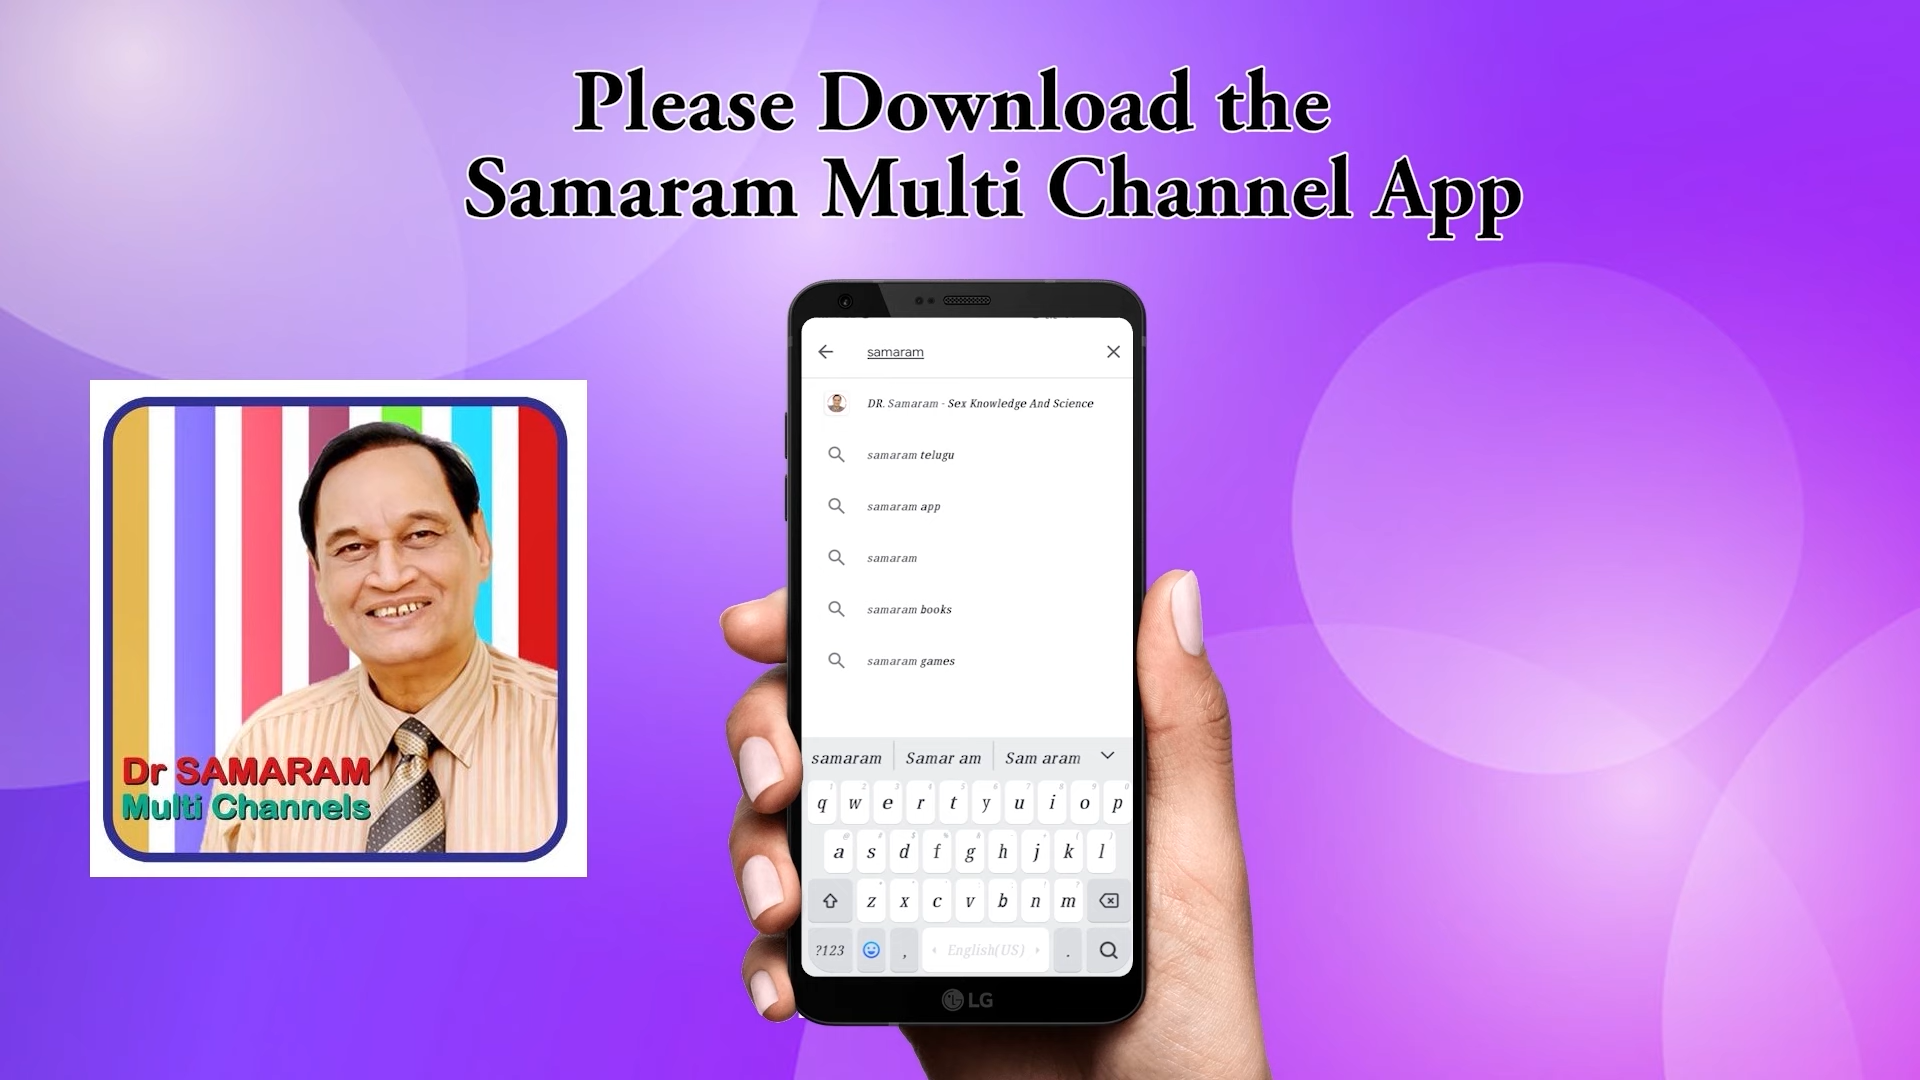 Please Download the
Samaram Multi Channel App
Dr SAMARAM
Multi Channels
samaram
DR. Samaram - Sex Knowledge And Science
samaram telugu
samaram app
samaram
samaram books
samaram games
samaram Samar am Sam aram
q w e r t y u i o p
a s d f g h j k l
z x c v b n m
?123 , English(US) .
LG